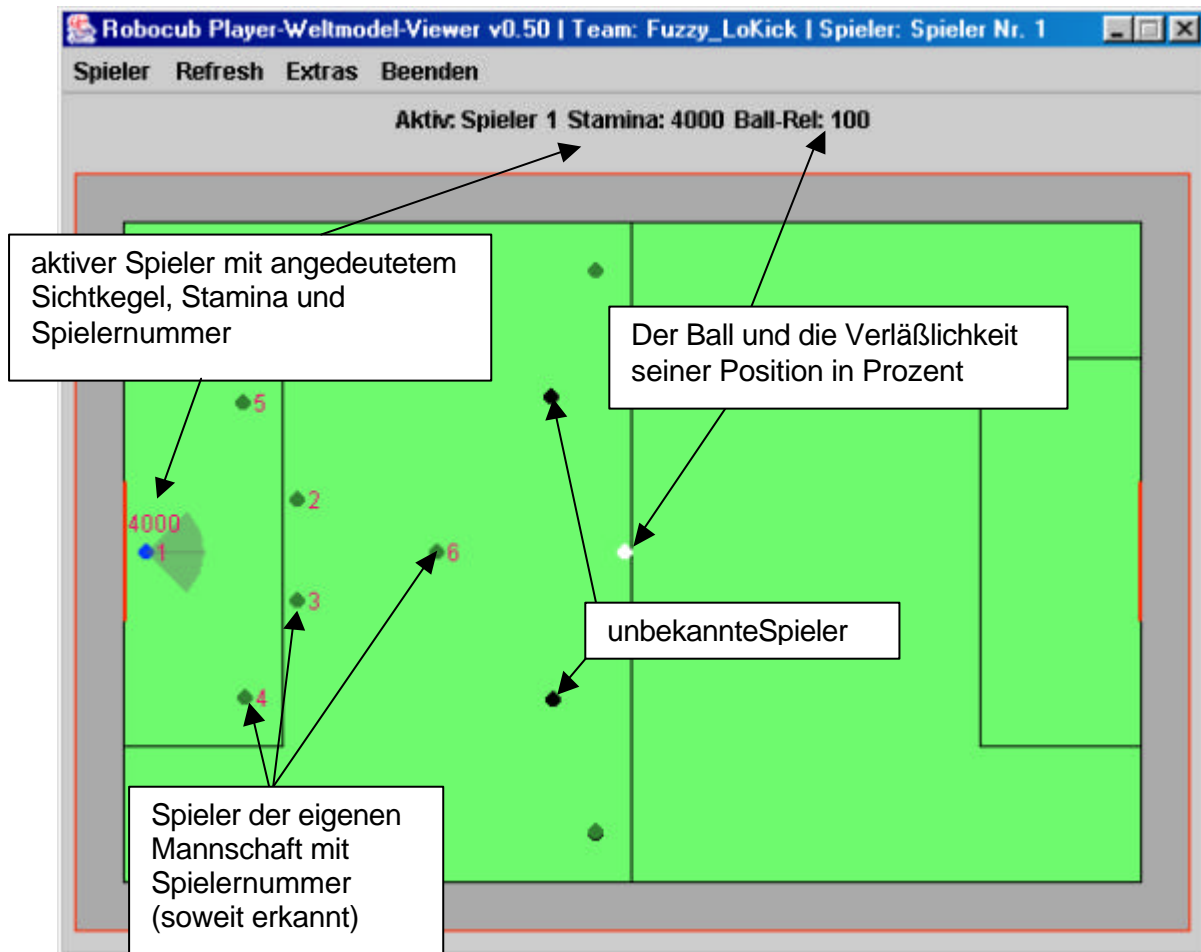 Robocub Player-Weltmodel-Viewer v0.50 | Team: Fuzzy_LoKick | Spieler: Spieler Nr. 1
Spieler Refresh Extras Beenden
Aktiv: Spieler 1 Stamina: 4000 Ball-Rel: 100
aktiver Spieler mit angedeutetem
Sichtkegel, Stamina und
Spielernummer
Der Ball und die Verläßlichkeit
seiner Position in Prozent
5
2
4000
1
6
3
unbekannteSpieler
4
Spieler der eigenen
Mannschaft mit
Spielernummer
(soweit erkannt)